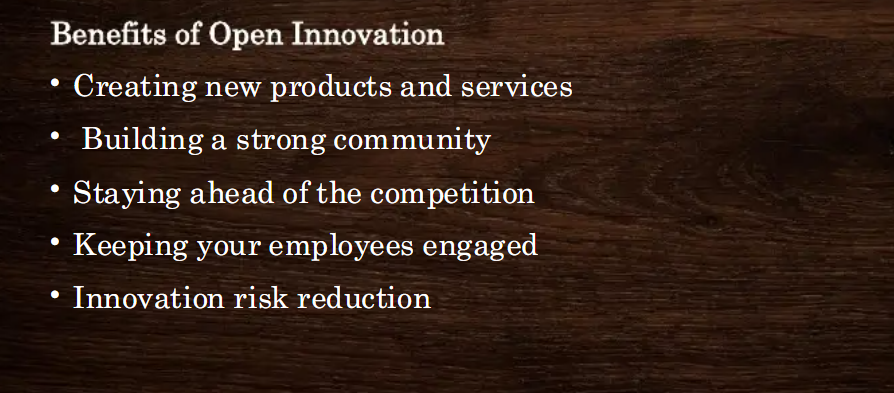 Benefits of Open Innovation
• Creating new products and services
• Building a strong community
• Staying ahead of the competition
• Keeping your employees engaged
• Innovation risk reduction